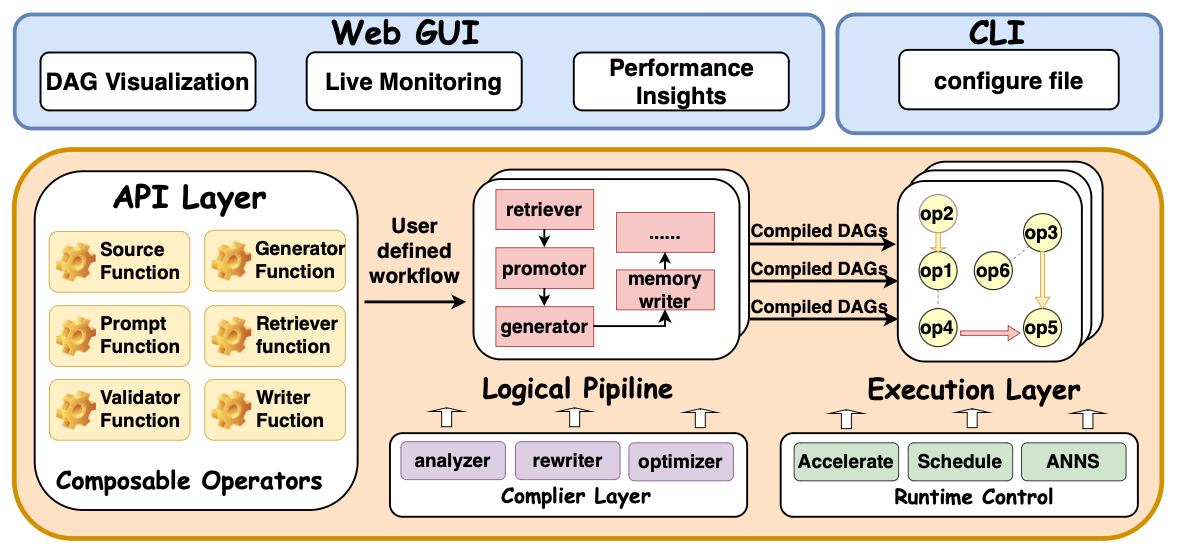 Web GUI
DAG Visualization
Live Monitoring
Performance
Insights
CLI
configure file
API Layer
Source
Function
Generator
Function
Prompt
Function
Retriever
function
Validator
Function
Writer
Fuction
Composable Operators
User
defined
workflow
retriever
promotor
generator
......
memory
writer
Logical Pipiline
analyzer
rewriter
optimizer
Complier Layer
Compiled DAGs
Compiled DAGs
Compiled DAGs
op2
op3
op1
op6
op4
op5
Execution Layer
Accelerate
Schedule
ANNS
Runtime Control